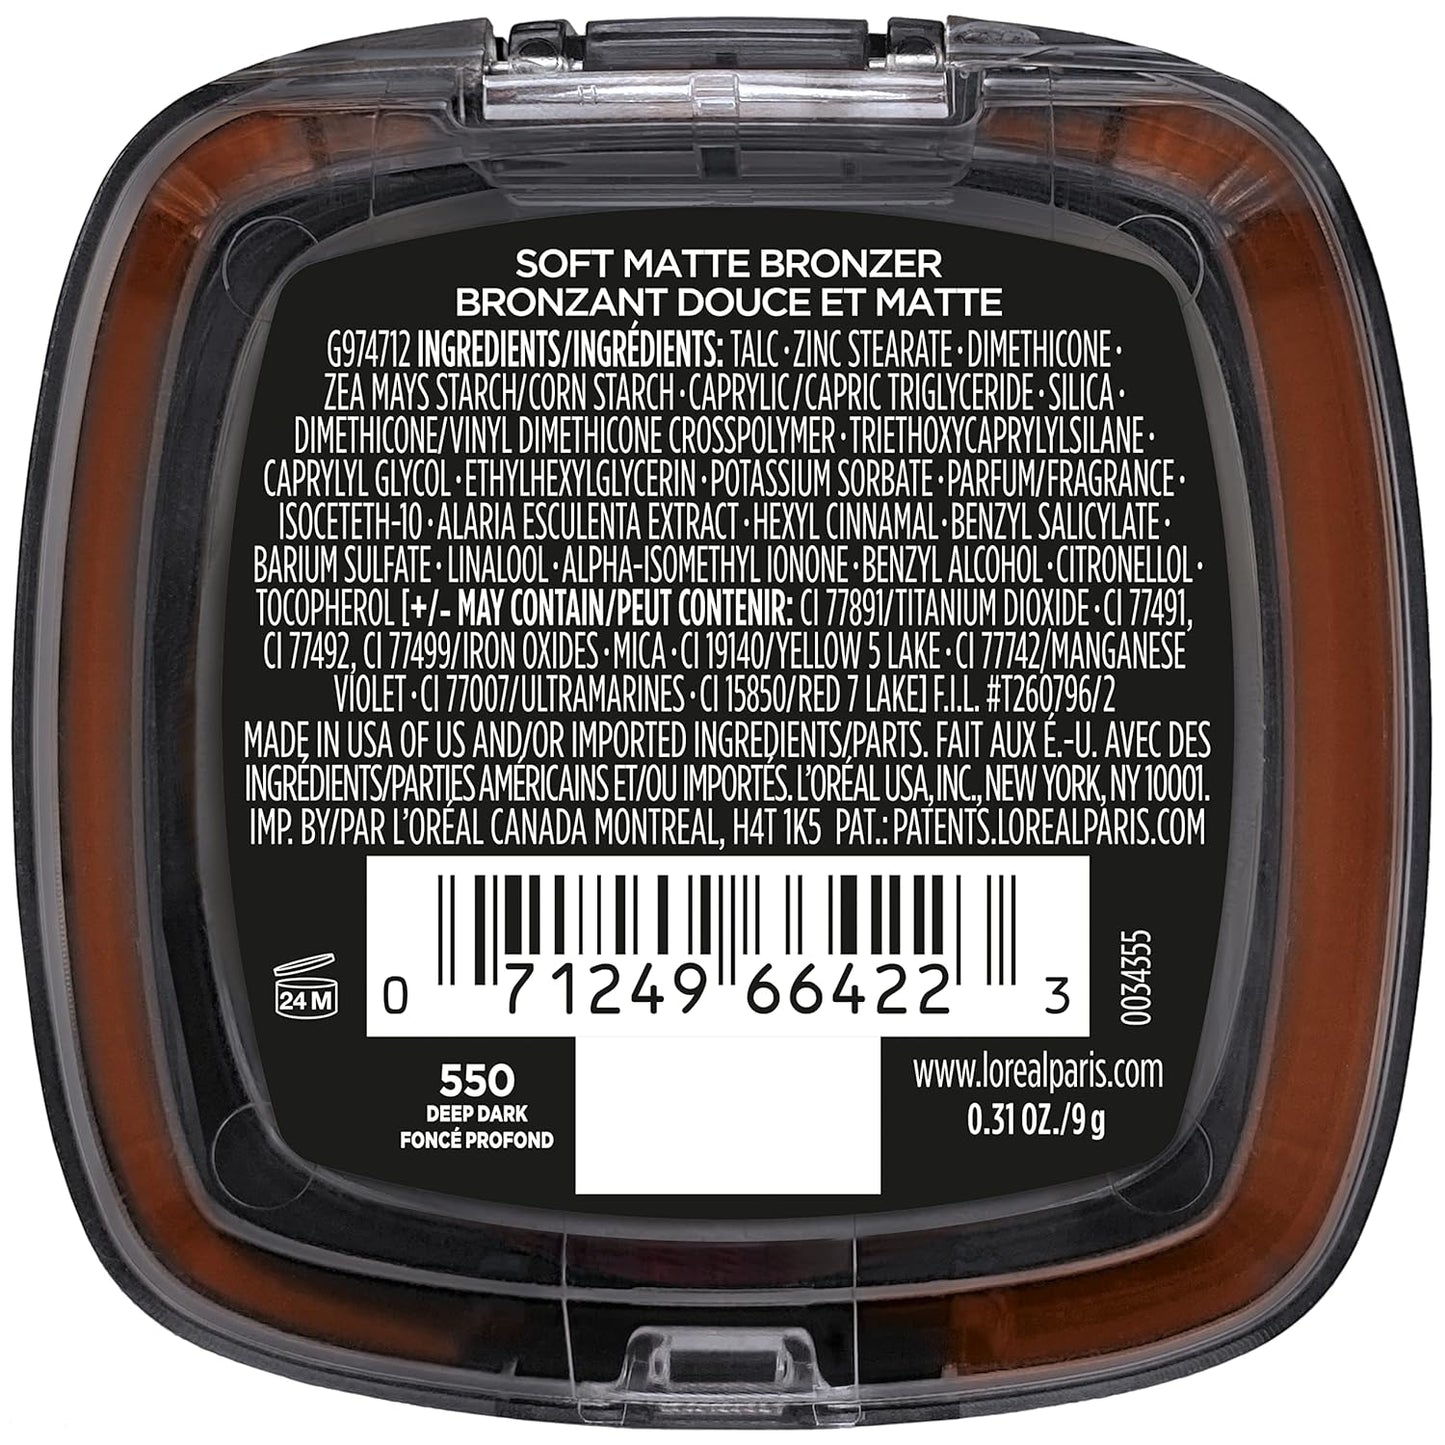 SOFT MATTE BRONZER
BRONZANT DOUCE ET MATTE
G974712 INGREDIENTS/INGRÉDIENTS: TALC • ZINC STEARATE • DIMETHICONE •
ZEA MAYS STARCH/CORN STARCH • CAPRYLIC/CAPRIC TRIGLYCERIDE • SILICA •
DIMETHICONE/VINYL DIMETHICONE CROSSPOLYMER • TRIETHOXYCAPRYLYLSILANE •
CAPRYLYL GLYCOL • ETHYLHEXYLGLYCERIN • POTASSIUM SORBATE • PARFUM/FRAGRANCE •
ISOCETETH-10 • ALARIA ESCULENTA EXTRACT • HEXYL CINNAMAL • BENZYL SALICYLATE •
BARIUM SULFATE • LINALOOL • ALPHA-ISOMETHYL IONONE • BENZYL ALCOHOL • CITRONELLOL •
TOCOPHEROL [+/- MAY CONTAIN/PEUT CONTENIR: CI 77891/TITANIUM DIOXIDE • CI 77491,
CI 77492, CI 77499/IRON OXIDES • MICA • CI 19140/YELLOW 5 LAKE • CI 77742/MANGANESE
VIOLET • CI 77007/ULTRAMARINES • CI 15850/RED 7 LAKE] F.I.L. #T260796/2
MADE IN USA OF US AND/OR IMPORTED INGREDIENTS/PARTS. FAIT AUX É.-U. AVEC DES
INGRÉDIENTS/PARTIES AMÉRICAINS ET/OU IMPORTÉS. L'ORÉAL USA, INC., NEW YORK, NY 10001.
IMP. BY/PAR L'ORÉAL CANADA MONTREAL, H4T 1K5 PAT.: PATENTS.LOREALPARIS.COM
24 M
0 71249 66422 3
0034355
550
DEEP DARK
FONCÉ PROFOND
www.lorealparis.com
0.31 OZ./9 g